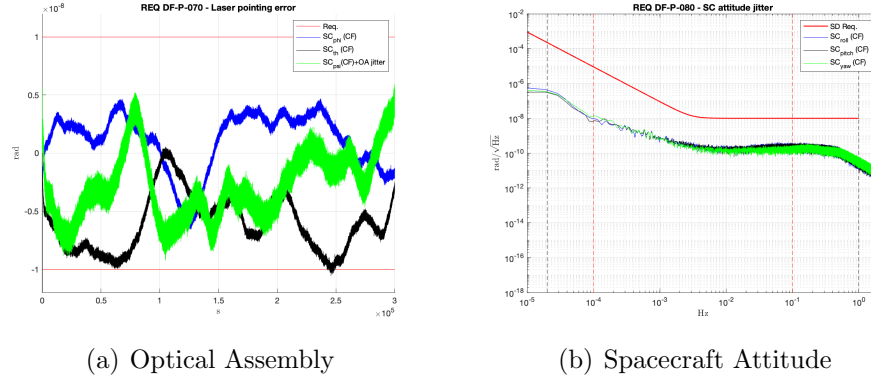 REQ DF-P-070 - Laser pointing error
×10⁻⁸
Req.
SC_phi (CF)
SC_th (CF)
SC_psi(CF)+OA jitter
1
0.5
0
-0.5
-1
rad
0 0.5 1 1.5 2 2.5 3
s
×10⁵
(a) Optical Assembly
REQ DF-P-080 - SC attitude jitter
SD Req.
SC_roll (CF)
SC_pitch (CF)
SC_yaw (CF)
10⁻²
10⁻⁴
10⁻⁶
10⁻⁸
10⁻¹⁰
10⁻¹²
10⁻¹⁴
10⁻¹⁶
10⁻¹⁸
rad/√Hz
10⁻⁵ 10⁻⁴ 10⁻³ 10⁻² 10⁻¹ 10⁰
Hz
(b) Spacecraft Attitude